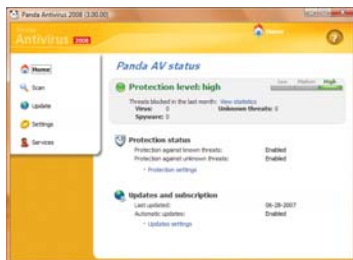 Panda Antivirus 2008 (3.00.00)
Antivirus 2008
Home
Home
Scan
Update
Settings
Services
Panda AV status
Protection level: high
Low Medium High
Threats blocked in the last month: View statistics
Virus: 0 Unknown threats: 0
Spyware: 0
Protection status
Protection against known threats: Enabled
Protection against unknown threats: Enabled
Protection settings
Updates and subscription
Last updated: 06-28-2007
Automatic updates: Enabled
Updates settings